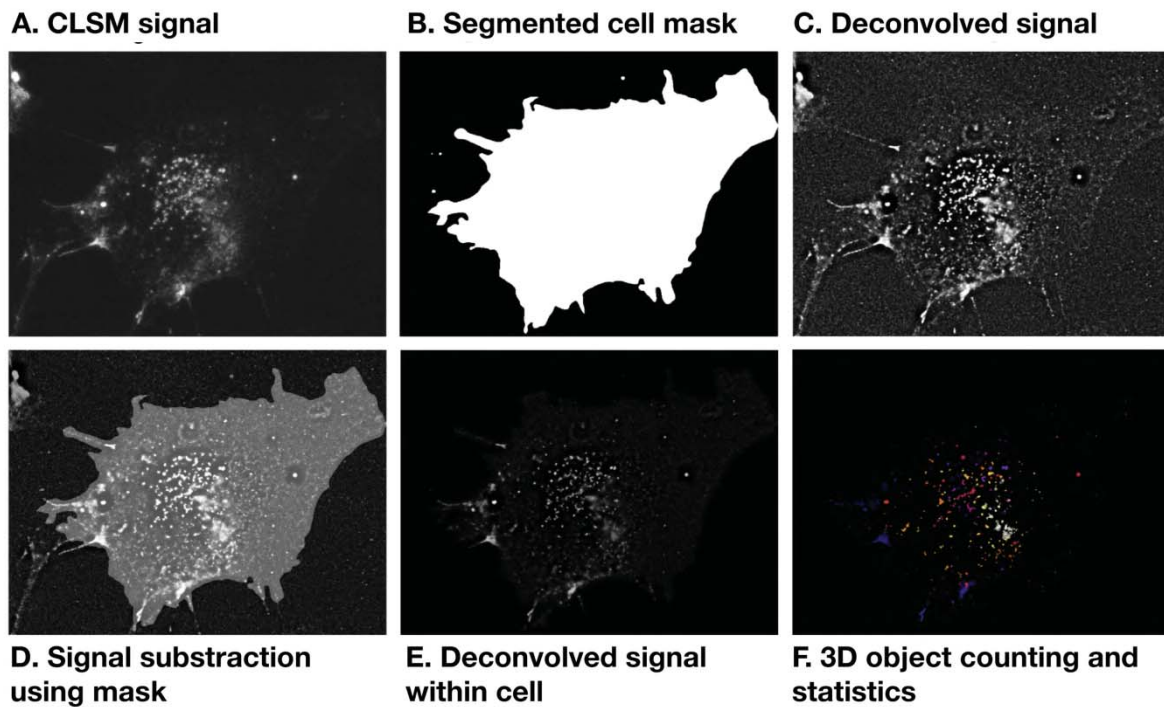 A. CLSM signal
B. Segmented cell mask
C. Deconvolved signal
D. Signal substraction
using mask
E. Deconvolved signal
within cell
F. 3D object counting and
statistics